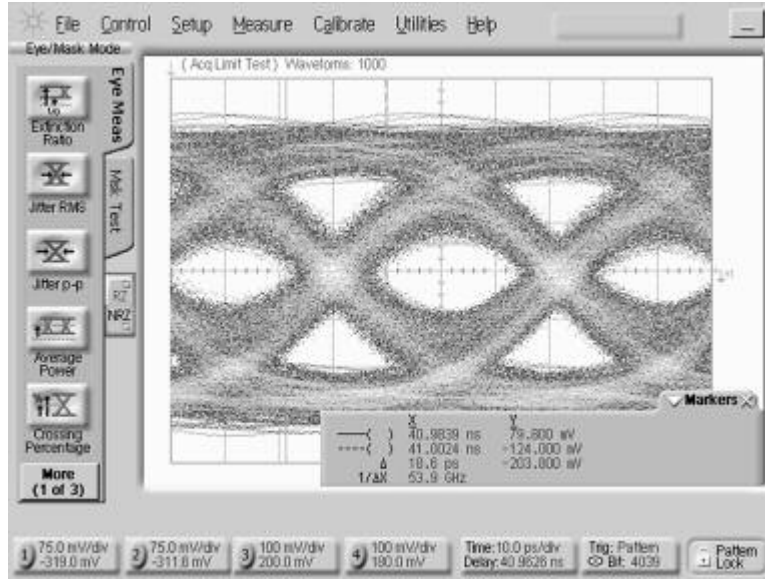 File Control Setup Measure Calibrate Utilities Help
Eye/Mask Mode
( Acq Limit Test ) Waveforms: 1000
Eye Meas
Msk Test
Extinction
Ratio
Jitter RMS
Jitter p-p
RZ
NRZ
Average
Power
Crossing
Percentage
More
(1 of 3)
Markers
X Y
——( ) 40.9839 ns 79.800 mV
----( ) 41.0024 ns -124.000 mV
Δ 18.6 ps -203.800 mV
1/ΔX 53.9 GHz
1 75.0 mV/div
-319.0 mV
2 75.0 mV/div
-311.6 mV
3 100 mV/div
200.0 mV
4 100 mV/div
180.0 mV
Time:10.0 ps/div
Delay:40.9626 ns
Trig: Pattern
Bit: 4039
Pattern
Lock